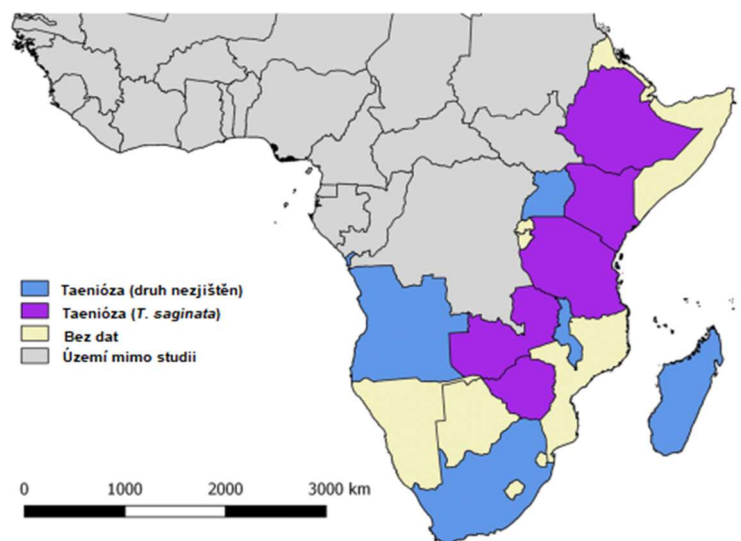 Taenióza (druh nezjištěn)
Taenióza (T. saginata)
Bez dat
Území mimo studii
0 1000 2000 3000 km